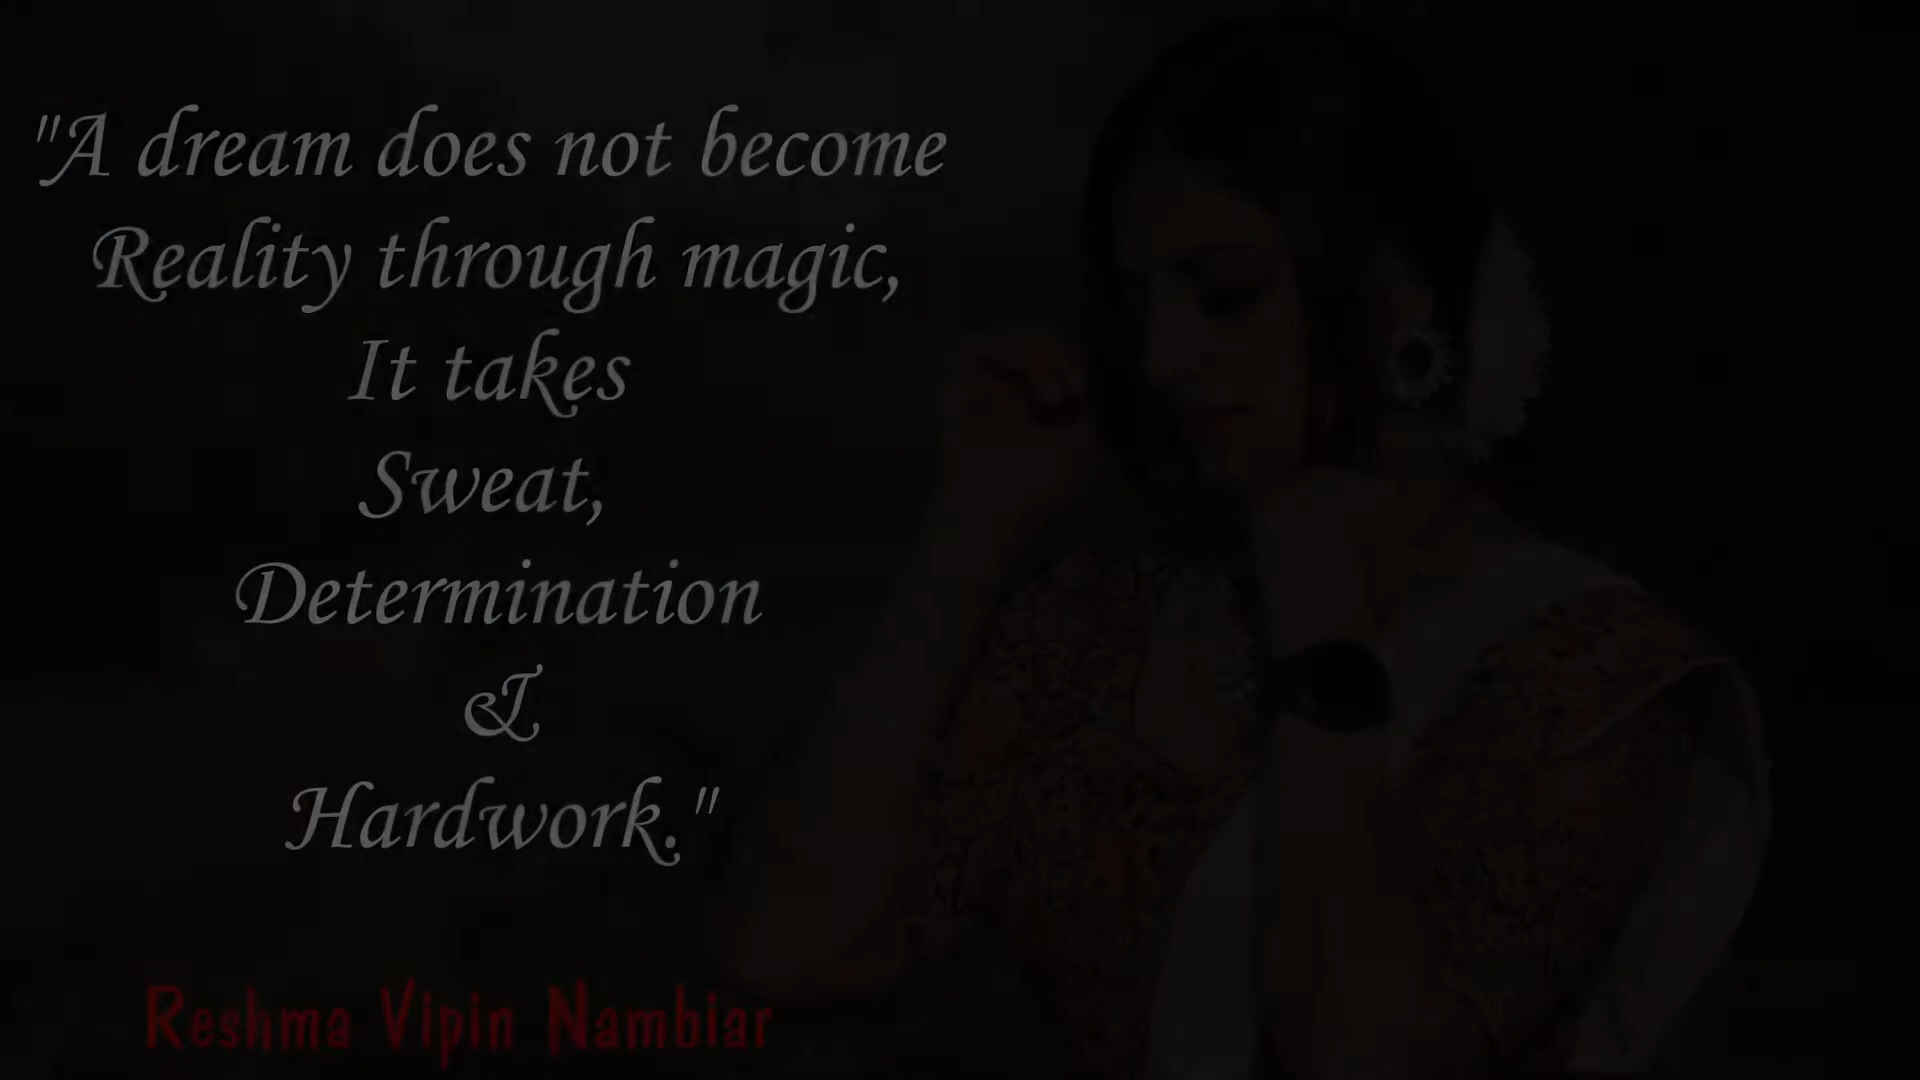 "A dream does not become
Reality through magic,
It takes
Sweat,
Determination
&
Hardwork."
Reshma Vipin Nambiar